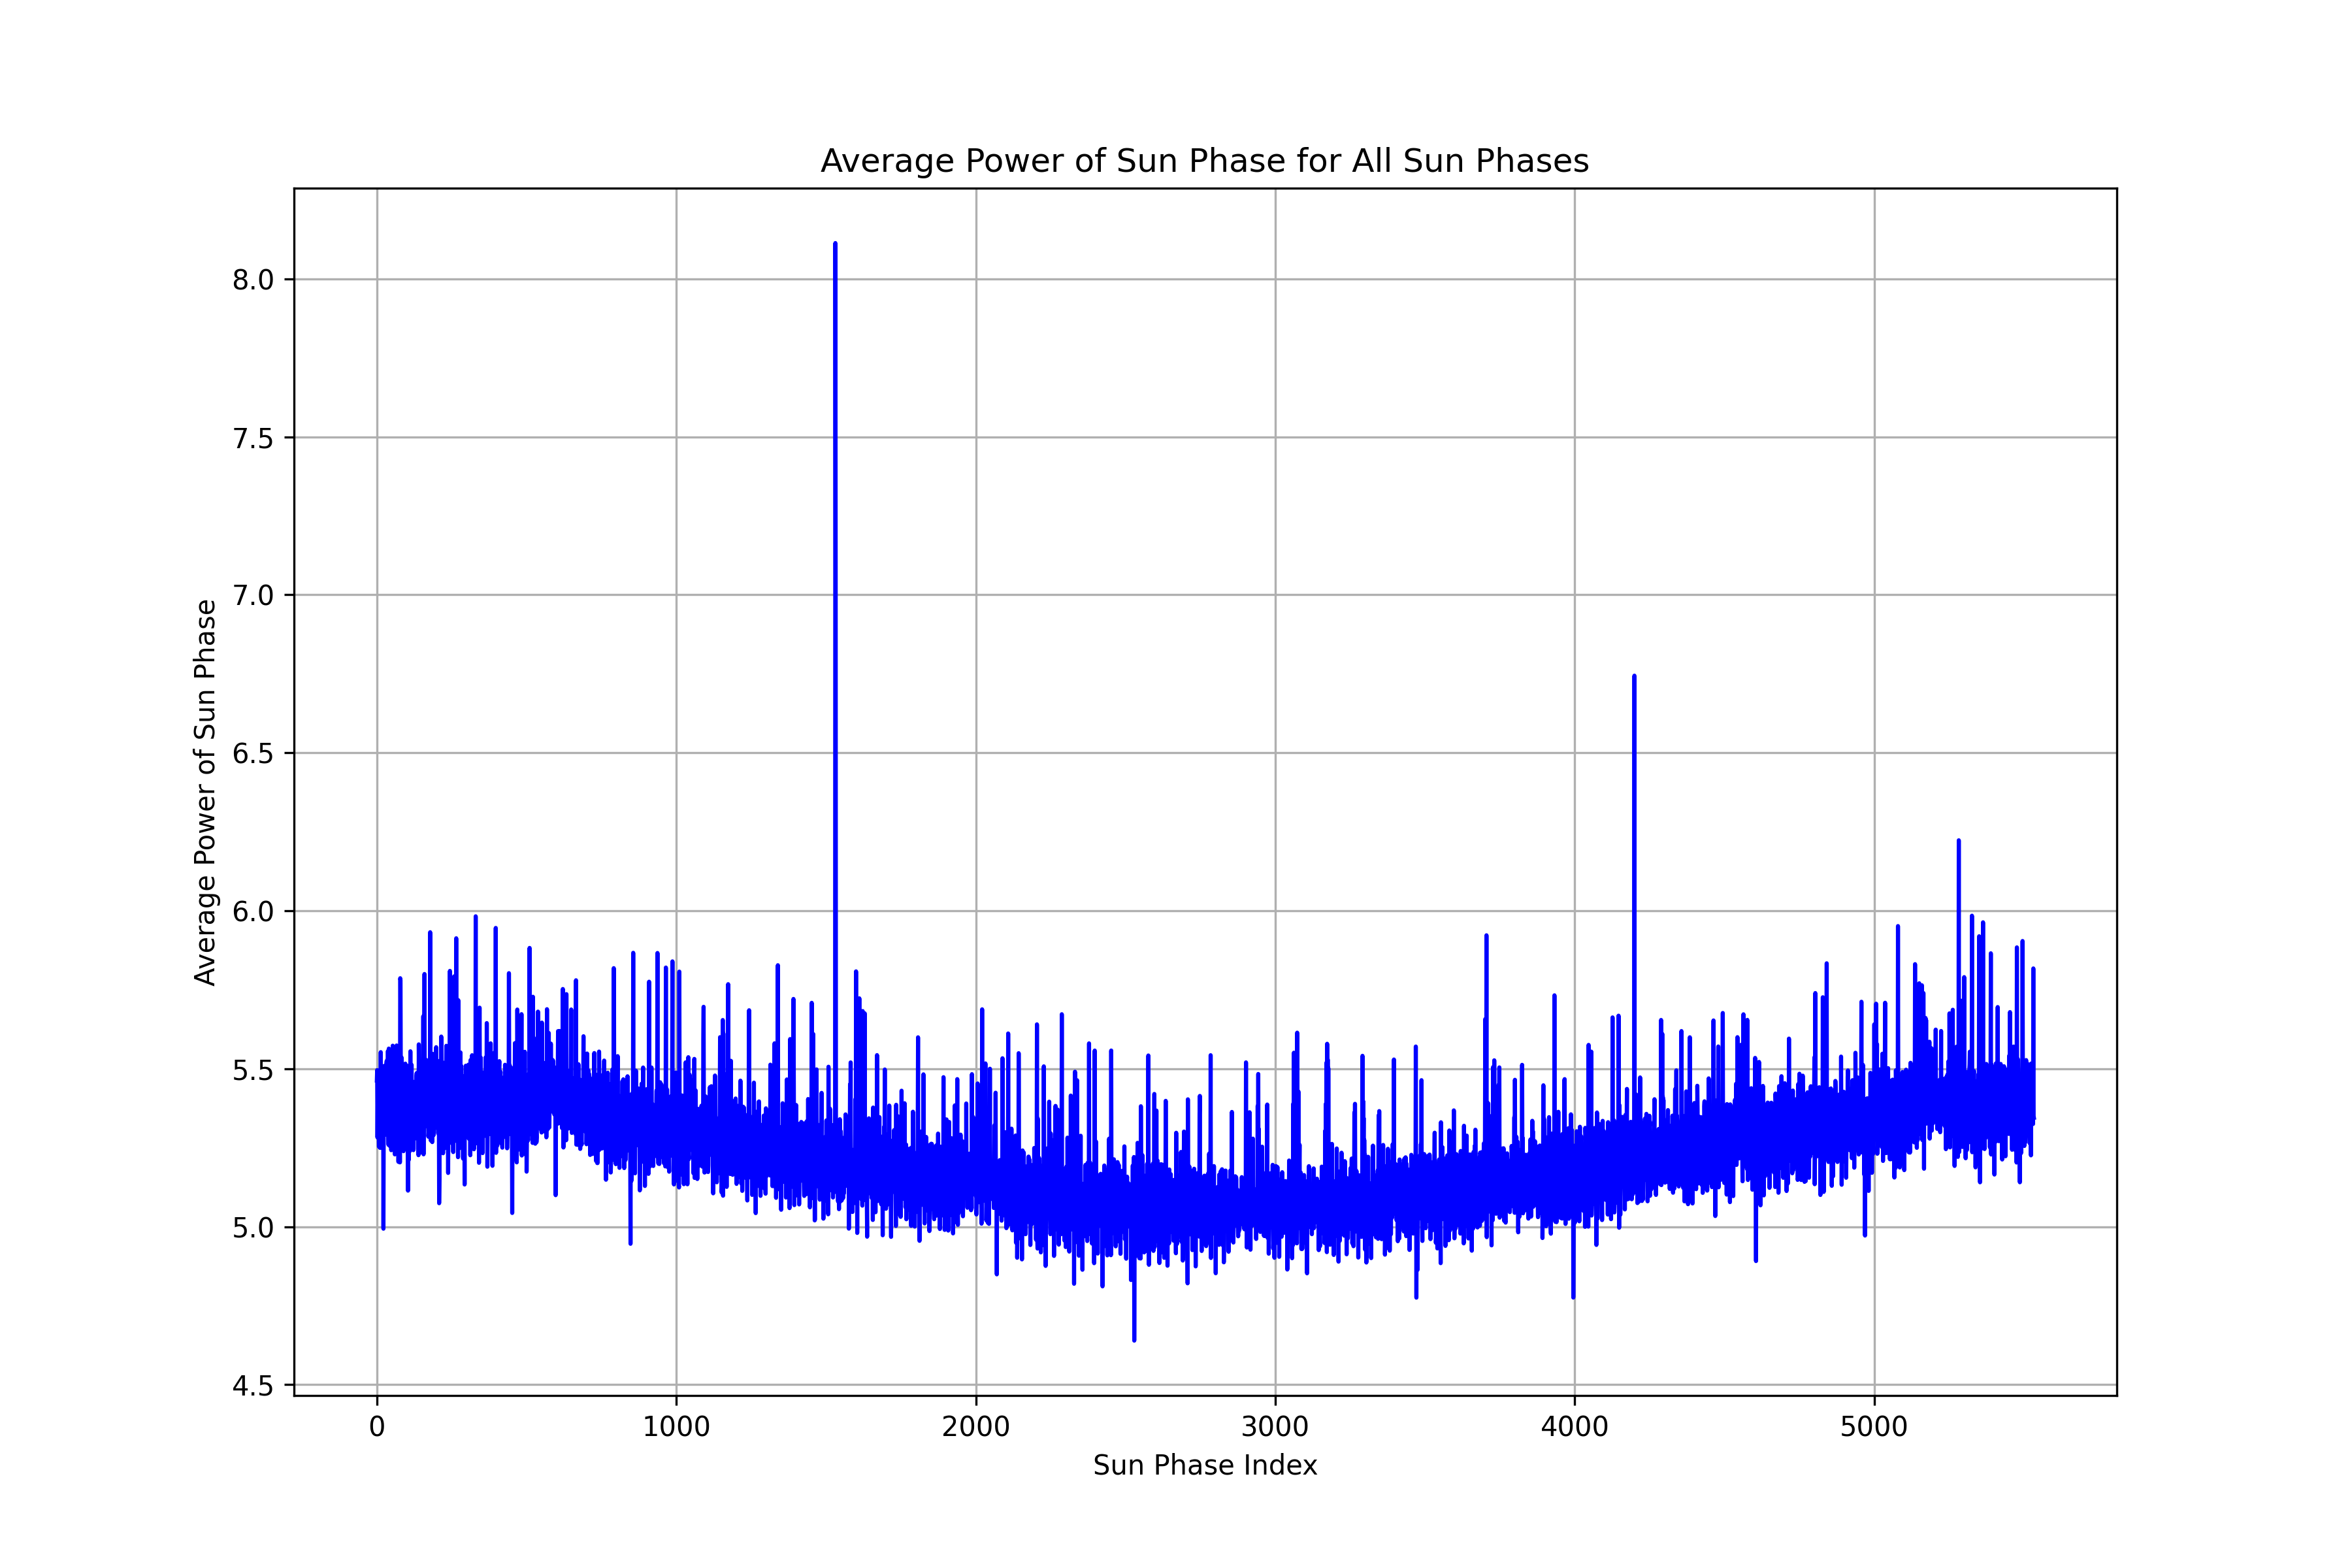 Average Power of Sun Phase for All Sun Phases
Average Power of Sun Phase
8.0
7.5
7.0
6.5
6.0
5.5
5.0
4.5
0 1000 2000 3000 4000 5000
Sun Phase Index